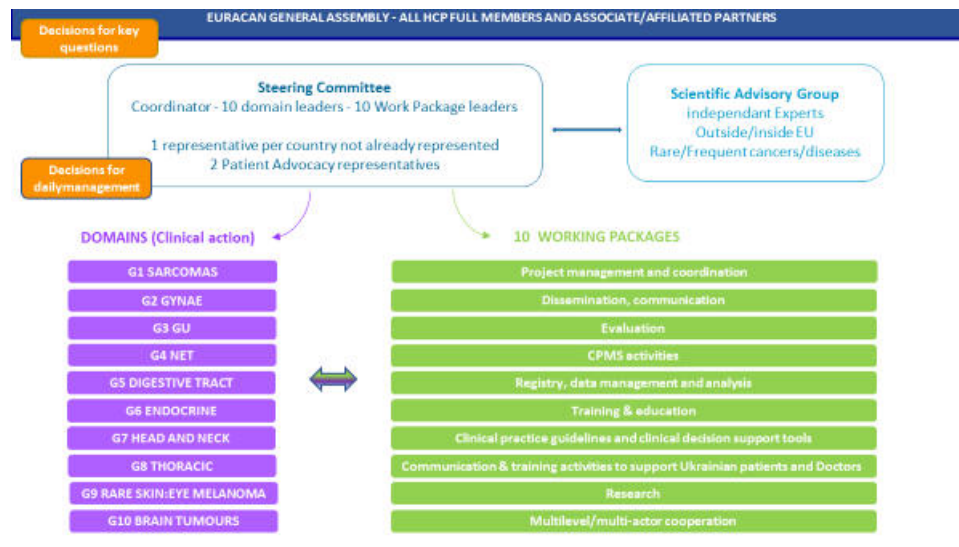 EURACAN GENERAL ASSEMBLY - ALL HCP FULL MEMBERS AND ASSOCIATE/AFFILIATED PARTNERS
Decisions for key
questions
Steering Committee
Coordinator - 10 domain leaders - 10 Work Package leaders
1 representative per country not already represented
2 Patient Advocacy representatives
Scientific Advisory Group
independant Experts
Outside/inside EU
Rare/Frequent cancers/diseases
Decisions for
dailymanagement
DOMAINS (Clinical action)
G1 SARCOMAS
G2 GYNAE
G3 GU
G4 NET
G5 DIGESTIVE TRACT
G6 ENDOCRINE
G7 HEAD AND NECK
G8 THORACIC
G9 RARE SKIN:EYE MELANOMA
G10 BRAIN TUMOURS
10 WORKING PACKAGES
Project management and coordination
Dissemination, communication
Evaluation
CPMS activities
Registry, data management and analysis
Training & education
Clinical practice guidelines and clinical decision support tools
Communication & training activities to support Ukrainian patients and Doctors
Research
Multilevel/multi-actor cooperation